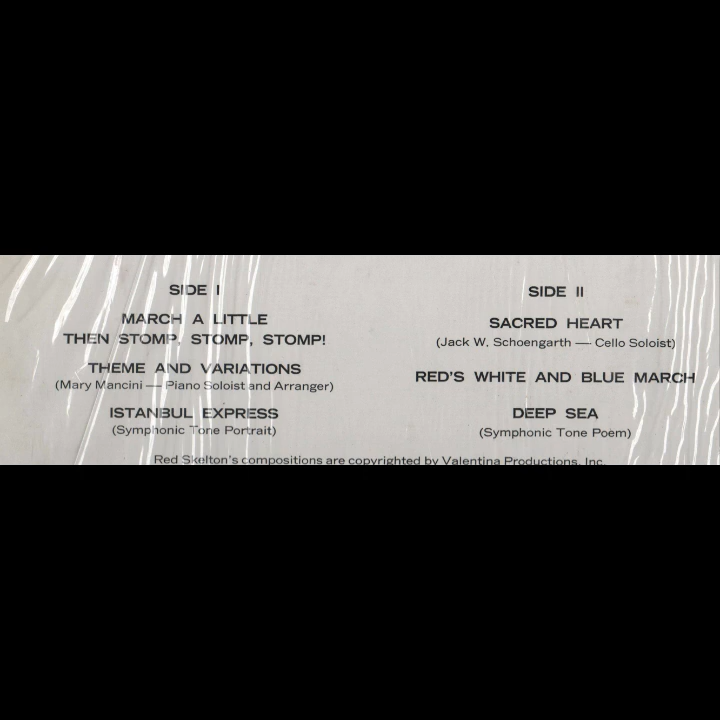 SIDE I
MARCH A LITTLE
THEN STOMP, STOMP, STOMP!
THEME AND VARIATIONS
(Mary Mancini — Piano Soloist and Arranger)
ISTANBUL EXPRESS
(Symphonic Tone Portrait)
SIDE II
SACRED HEART
(Jack W. Schoengarth — Cello Soloist)
RED'S WHITE AND BLUE MARCH
DEEP SEA
(Symphonic Tone Poem)
Red Skelton's compositions are copyrighted by Valentina Productions, Inc.